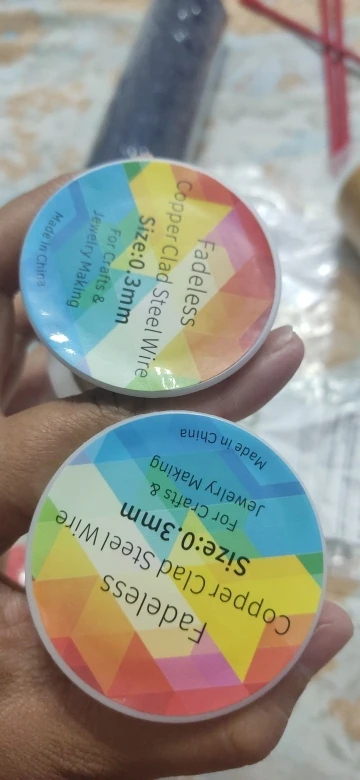 Fadeless
Copper Clad Steel Wire
Size:0.3mm
For Crafts &
Jewelry Making
Made in China
Fadeless
Copper Clad Steel Wire
Size:0.3mm
For Crafts &
Jewelry Making
Made in China